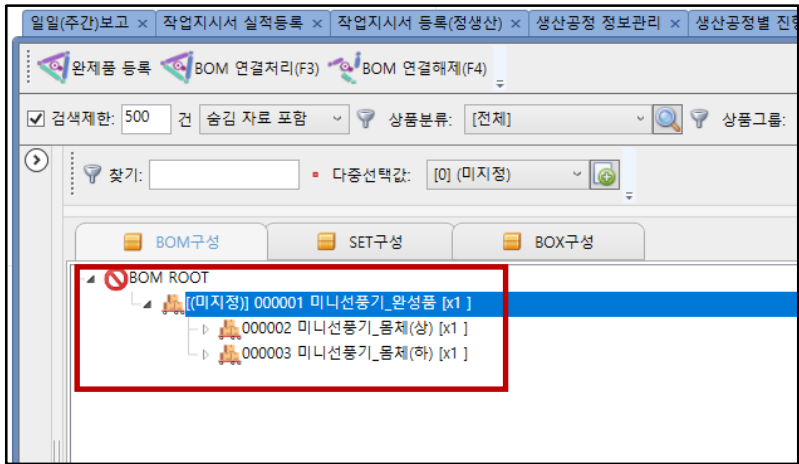 일일(주간)보고 × 작업지시서 실적등록 × 작업지시서 등록(정생산) × 생산공정 정보관리 × 생산공정별 진행
완제품 등록 BOM 연결처리(F3) BOM 연결해제(F4)
검색제한: 500 건 숨김 자료 포함 상품분류: [전체] 상품그룹:
찾기: 다중선택값: [0] (미지정)
BOM구성 SET구성 BOX구성
BOM ROOT
[(미지정)] 000001 미니선풍기_완성품 [x1 ]
000002 미니선풍기_몸체(상) [x1 ]
000003 미니선풍기_몸체(하) [x1 ]